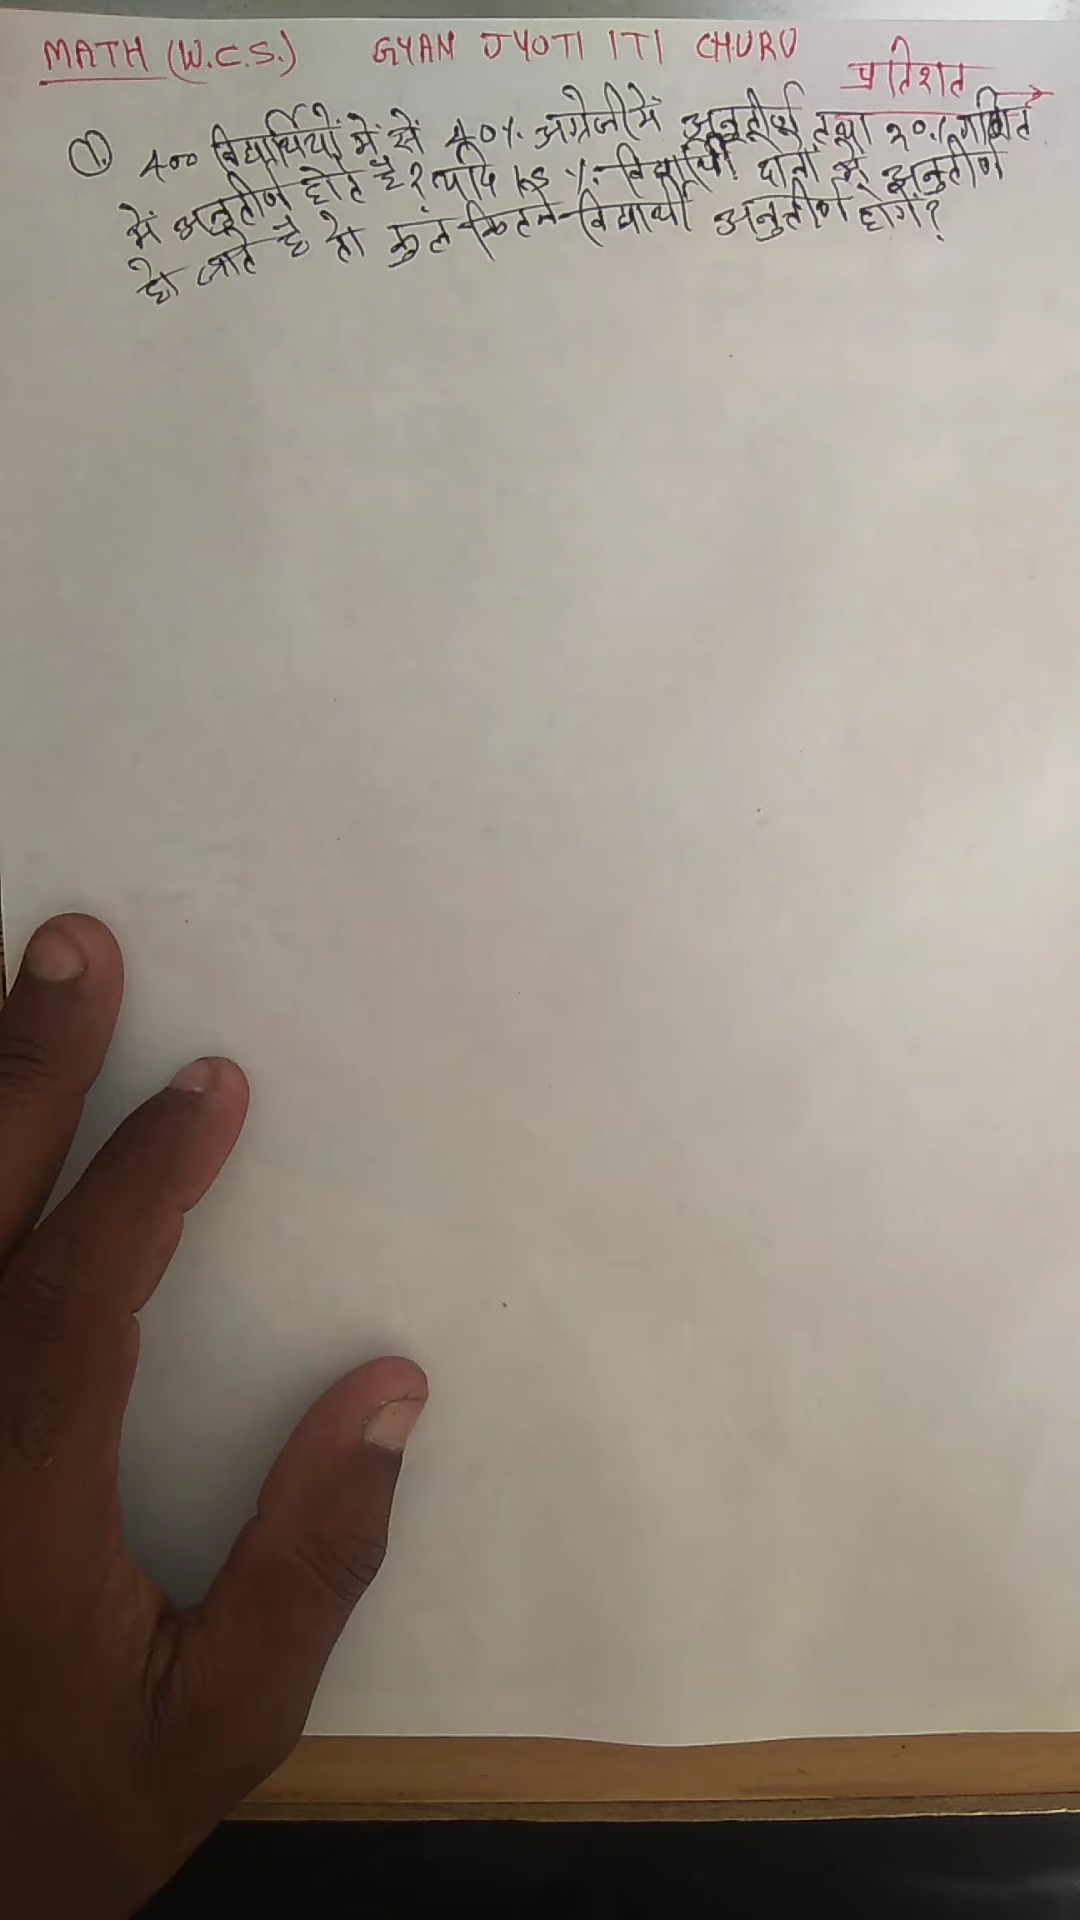 MATH (W.C.S.) GYAN JYOTI ITI CHURU
प्रतिशत
①. 400 विद्यार्थियों में से 40%. अंग्रेजी में अनुतीर्ण तथा 20% गणित
में अनुतीर्ण होते है? यदि 15 %. विद्यार्थी दोनों में अनुतीर्ण
हो जाते है तो कुल कितने विद्यार्थी अनुतीर्ण होगें?